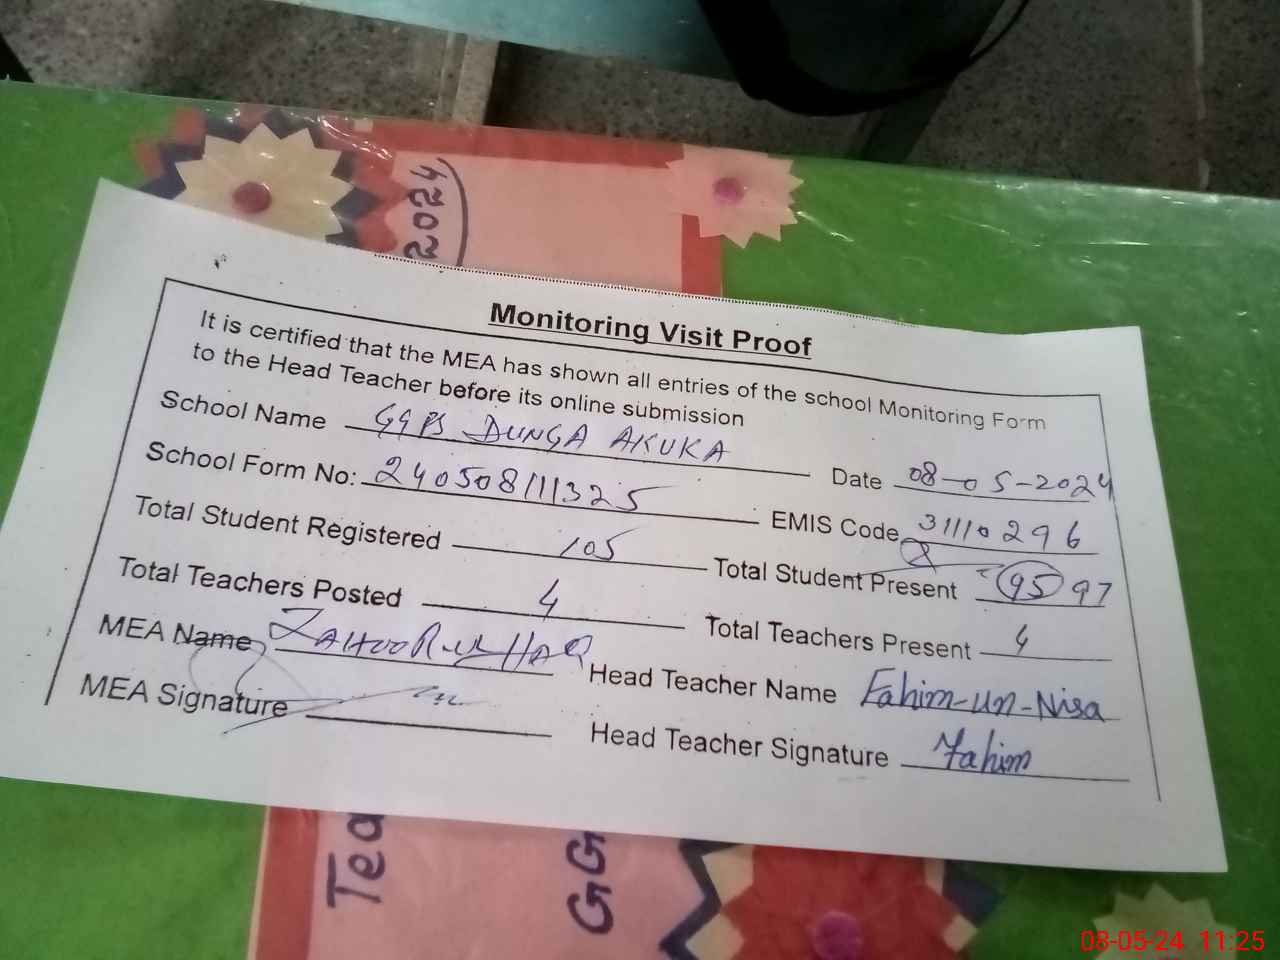 2024
Monitoring Visit Proof
It is certified that the MEA has shown all entries of the school Monitoring Form
to the Head Teacher before its online submission
School Name GGPS DUNGA AKUKA Date 08-05-2024
School Form No: 240508111325 EMIS Code 31110296
Total Student Registered 105 Total Student Present 95 97
Total Teachers Posted 4 Total Teachers Present 4
MEA Name ZAHOOR-UL-HAQ Head Teacher Name Fahim-un-Nisa
MEA Signature Head Teacher Signature Fahim
Tea
GG
08-05-24 11:25